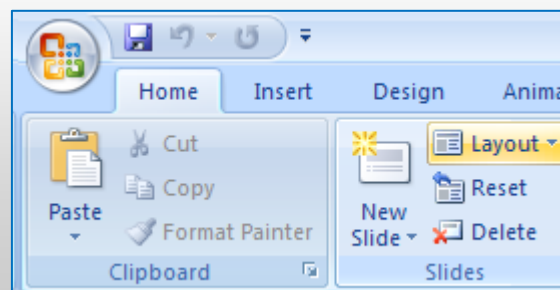 Home Insert Design Anima
Cut
Copy
Format Painter
Paste
Clipboard
New
Slide
Layout
Reset
Delete
Slides